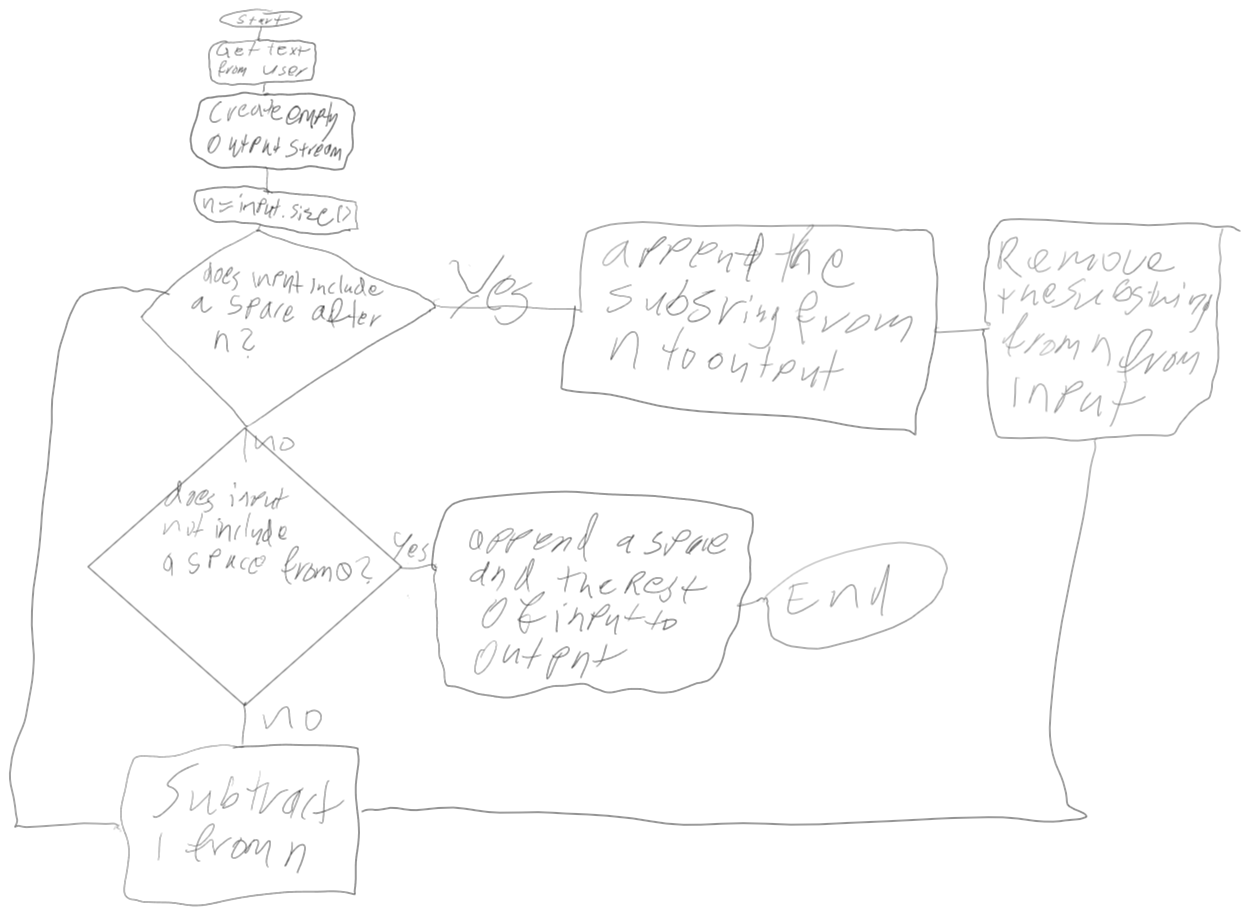 Start
Get text
from user
Create empty
output stream
n=input.size()
does input include
a space after
n?
Yes
append the
subsring from
n to output
Remove
the substring
from n from
input
no
does input
not include
a space from 0?
Yes
append a space
and the Rest
of input to
output
End
no
Subtract
1 from n